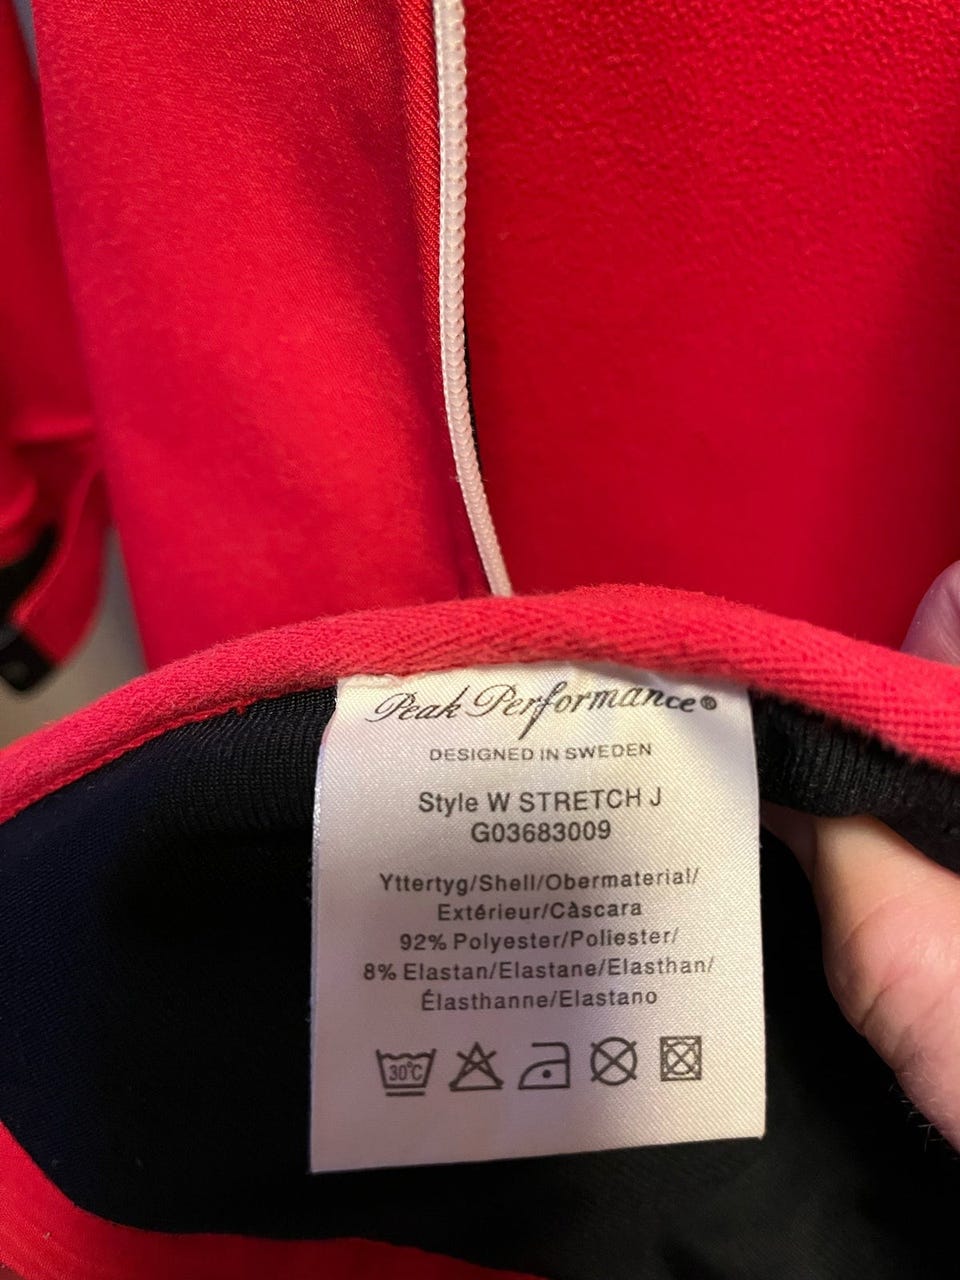 Peak Performance®
DESIGNED IN SWEDEN
Style W STRETCH J
G03683009
Yttertyg/Shell/Obermaterial/
Extérieur/Càscara
92% Polyester/Poliester/
8% Elastan/Elastane/Elasthan/
Élasthanne/Elastano
30°C